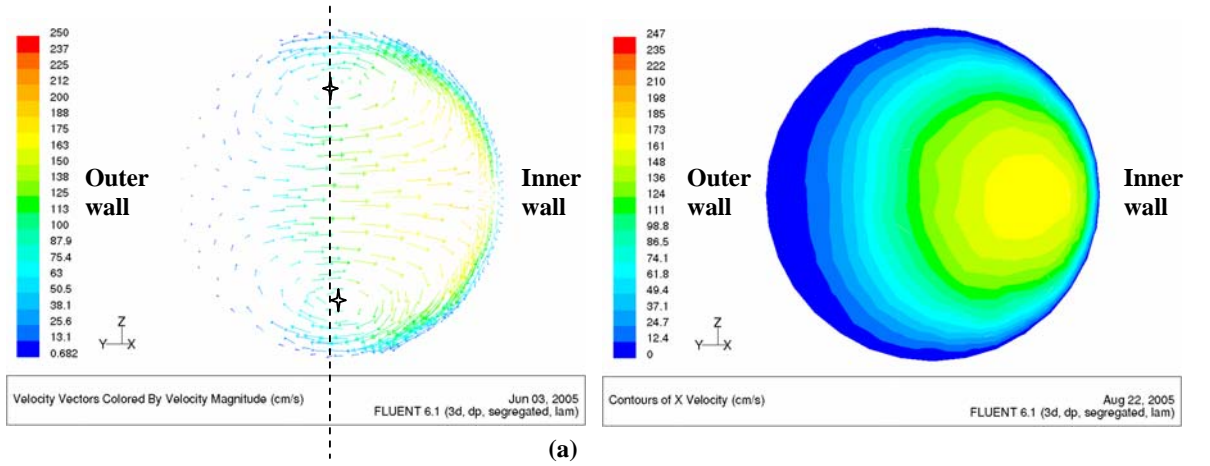 250
237
225
212
200
188
175
163
150
138
125
113
100
87.9
75.4
63
50.5
38.1
25.6
13.1
0.682
Outer
wall
Inner
wall
Z
Y X
Velocity Vectors Colored By Velocity Magnitude (cm/s)
Jun 03, 2005
FLUENT 6.1 (3d, dp, segregated, lam)
247
235
222
210
198
185
173
161
148
136
124
111
98.8
86.5
74.1
61.8
49.4
37.1
24.7
12.4
0
Outer
wall
Inner
wall
Z
Y X
Contours of X Velocity (cm/s)
Aug 22, 2005
FLUENT 6.1 (3d, dp, segregated, lam)
(a)